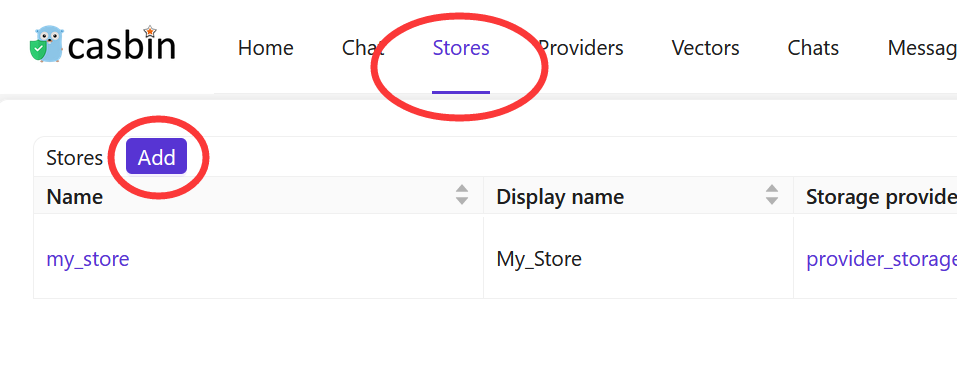 casbin Home Chat Stores Providers Vectors Chats Messag
Stores Add
Name Display name Storage provide
my_store My_Store provider_storage